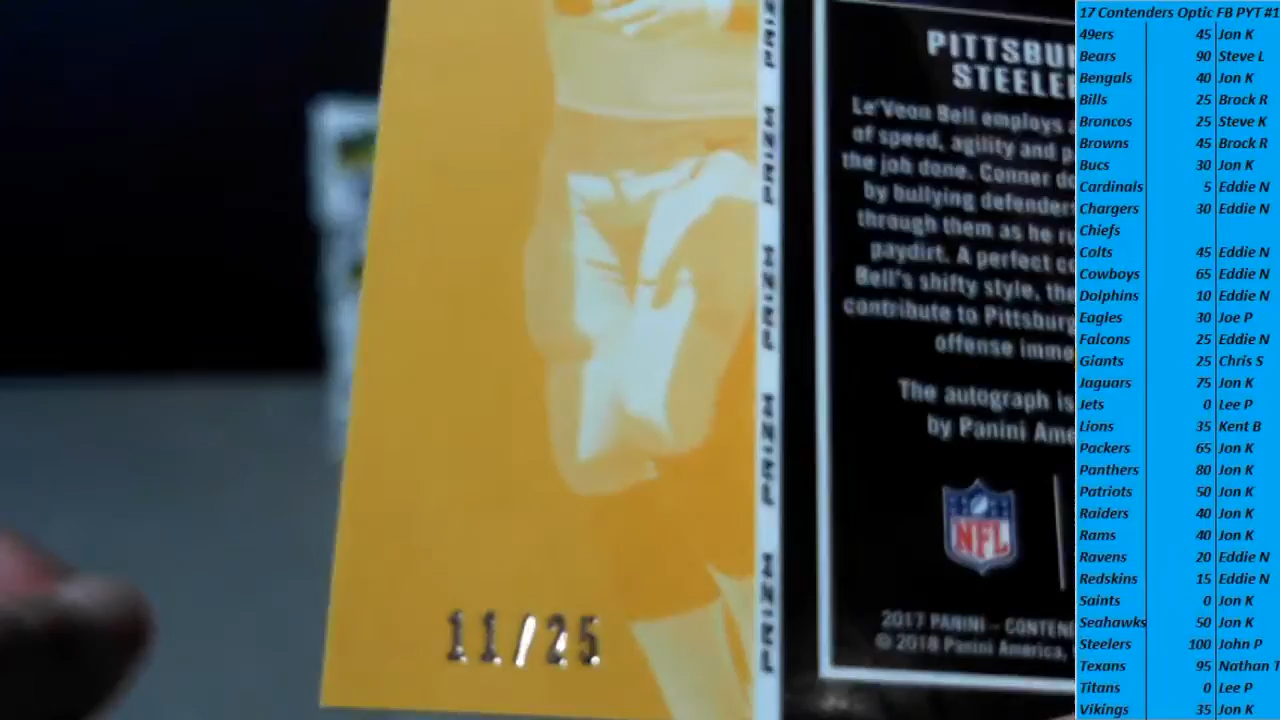 PITTSBU
STEELE
Le'Veon Bell employs a
of speed, agility and p
the job done. Conner do
by bullying defender
through them as he ru
paydirt. A perfect co
Bell's shifty style, the
contribute to Pittsburg
offense imme
The autograph is
by Panini Ame
NFL
2017 PANINI – CONTEN
© 2018 Panini America,
11/25
17 Contenders Optic FB PYT #1
49ers 45 Jon K
Bears 90 Steve L
Bengals 40 Jon K
Bills 25 Brock R
Broncos 25 Steve K
Browns 45 Brock R
Bucs 30 Jon K
Cardinals 5 Eddie N
Chargers 30 Eddie N
Chiefs
Colts 45 Eddie N
Cowboys 65 Eddie N
Dolphins 10 Eddie N
Eagles 30 Joe P
Falcons 25 Eddie N
Giants 25 Chris S
Jaguars 75 Jon K
Jets 0 Lee P
Lions 35 Kent B
Packers 65 Jon K
Panthers 80 Jon K
Patriots 50 Jon K
Raiders 40 Jon K
Rams 40 Jon K
Ravens 20 Eddie N
Redskins 15 Eddie N
Saints 0 Jon K
Seahawks 50 Jon K
Steelers 100 John P
Texans 95 Nathan T
Titans 0 Lee P
Vikings 35 Jon K